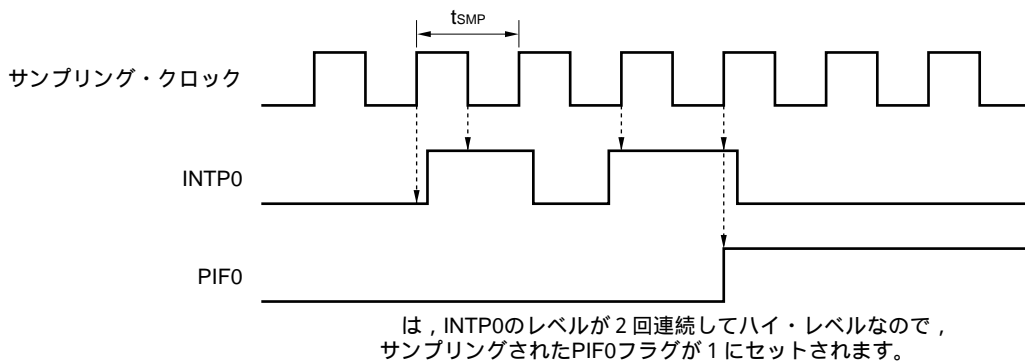 tSMP
サンプリング・クロック
INTP0
PIF0
は，INTP0のレベルが２回連続してハイ・レベルなので，
サンプリングされたPIF0フラグが１にセットされます。